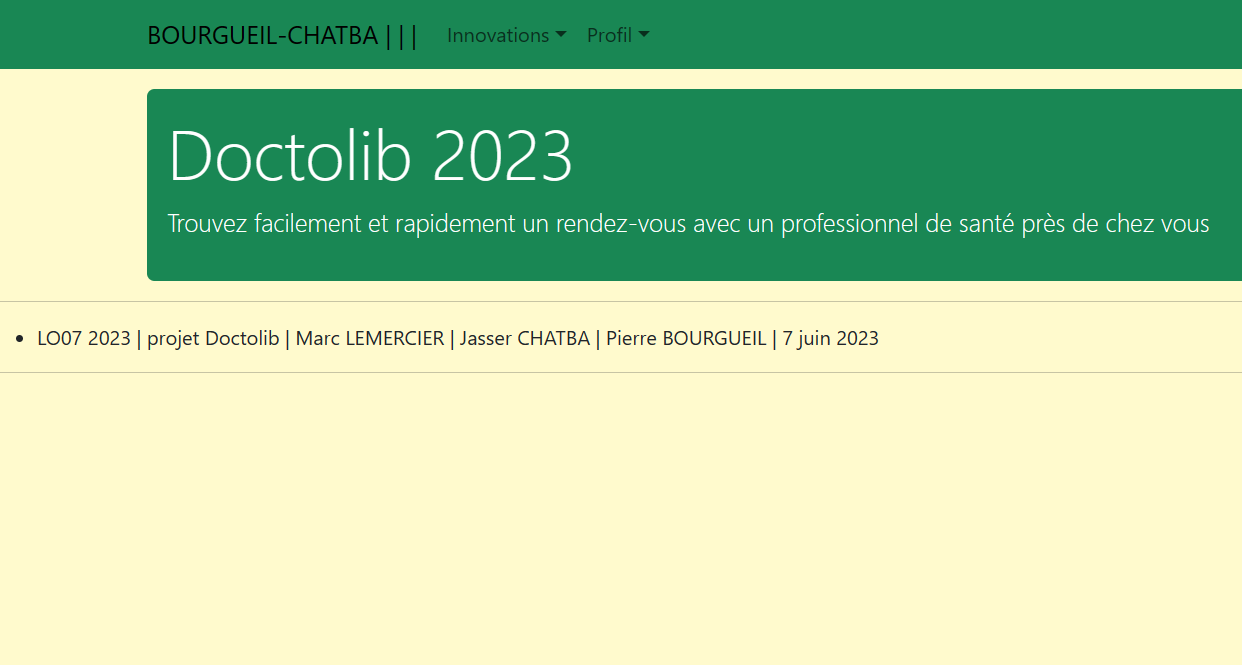 BOURGUEIL-CHATBA | | | Innovations Profil
Doctolib 2023
Trouvez facilement et rapidement un rendez-vous avec un professionnel de santé près de chez vous
• LO07 2023 | projet Doctolib | Marc LEMERCIER | Jasser CHATBA | Pierre BOURGUEIL | 7 juin 2023